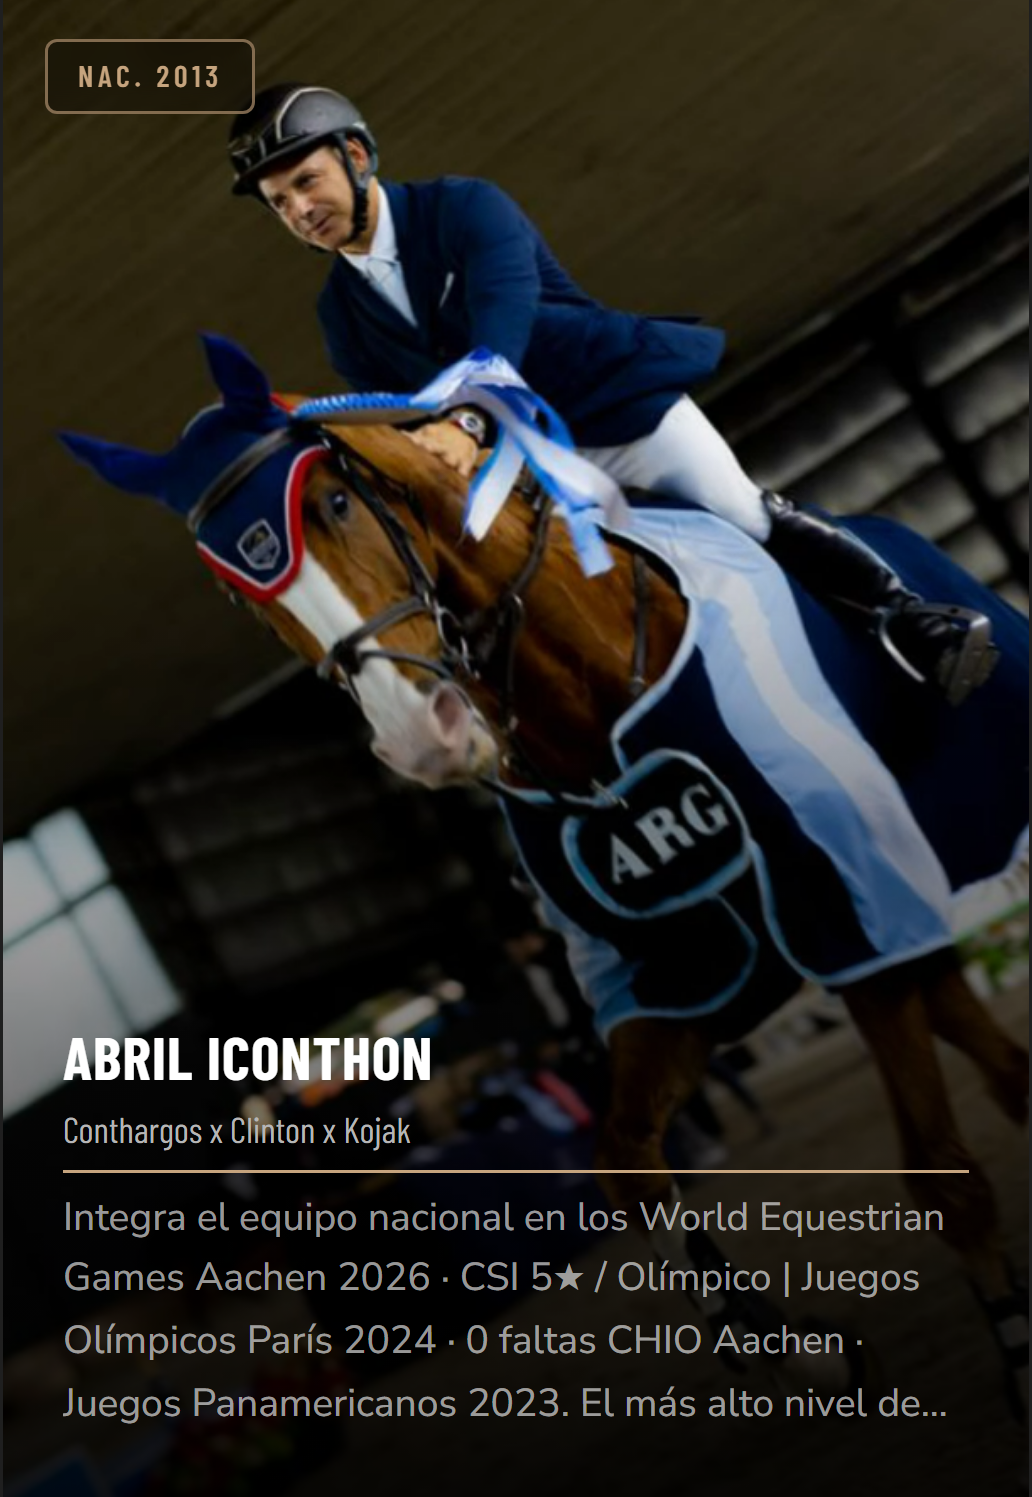 NAC. 2013
ARG
ABRIL ICONTHON
Conthargos x Clinton x Kojak
Integra el equipo nacional en los World Equestrian
Games Aachen 2026 · CSI 5★ / Olímpico | Juegos
Olímpicos París 2024 · 0 faltas CHIO Aachen ·
Juegos Panamericanos 2023. El más alto nivel de...